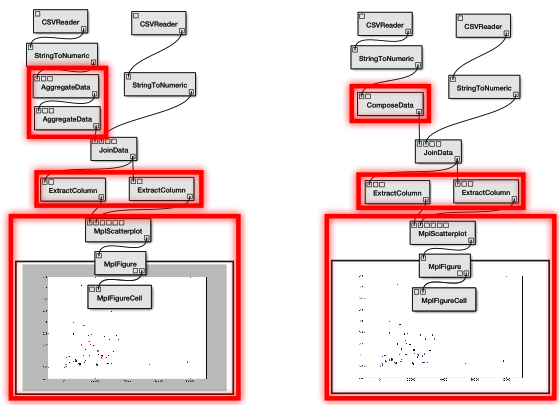 CSVReader
CSVReader
StringToNumeric
AggregateData
StringToNumeric
AggregateData
JoinData
ExtractColumn
ExtractColumn
MplScatterplot
MplFigure
MplFigureCell
CSVReader
CSVReader
StringToNumeric
StringToNumeric
ComposeData
JoinData
ExtractColumn
ExtractColumn
MplScatterplot
MplFigure
MplFigureCell